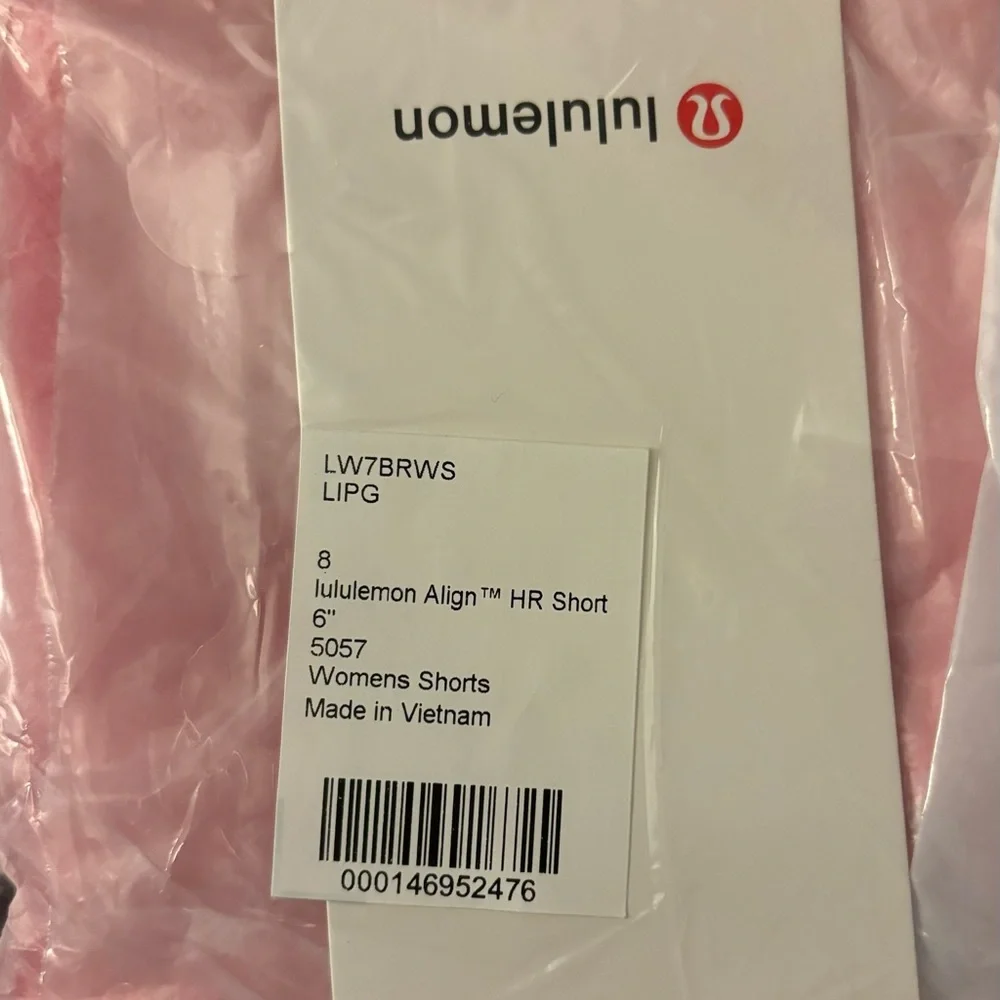 lululemon
LW7BRWS
LIPG
8
lululemon Align™ HR Short
6"
5057
Womens Shorts
Made in Vietnam
000146952476